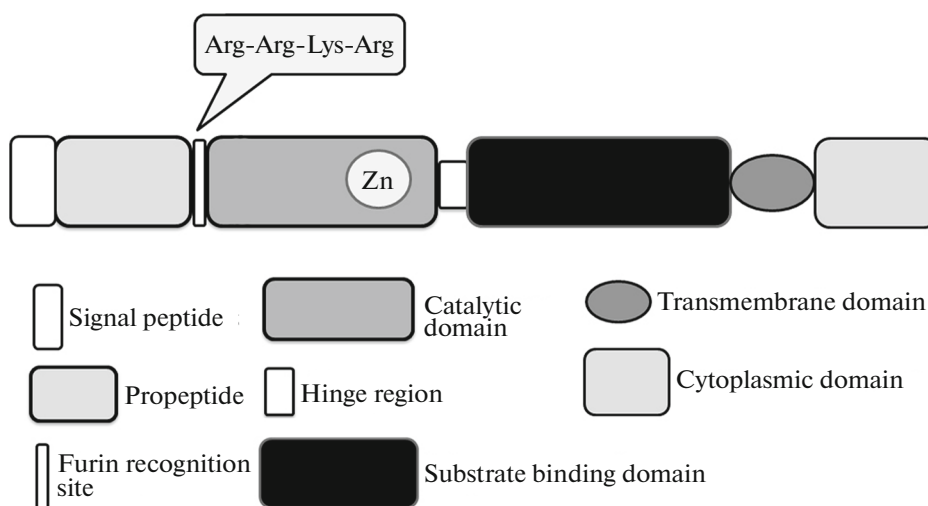 Arg-Arg-Lys-Arg
Zn
Signal peptide
Catalytic
domain
Transmembrane domain
Propeptide
Hinge region
Cytoplasmic domain
Furin recognition
site
Substrate binding domain